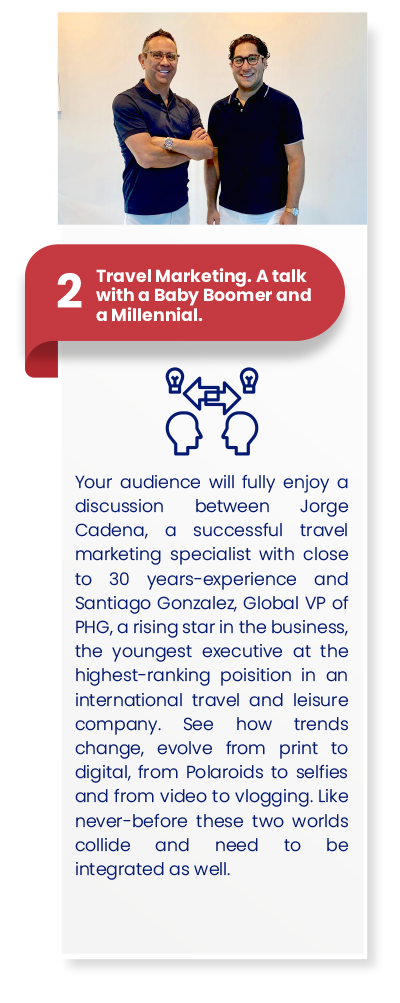 2
Travel Marketing. A talk
with a Baby Boomer and
a Millennial.
Your audience will fully enjoy a
discussion between Jorge
Cadena, a successful travel
marketing specialist with close
to 30 years-experience and
Santiago Gonzalez, Global VP of
PHG, a rising star in the business,
the youngest executive at the
highest-ranking poisition in an
international travel and leisure
company. See how trends
change, evolve from print to
digital, from Polaroids to selfies
and from video to vlogging. Like
never-before these two worlds
collide and need to be
integrated as well.